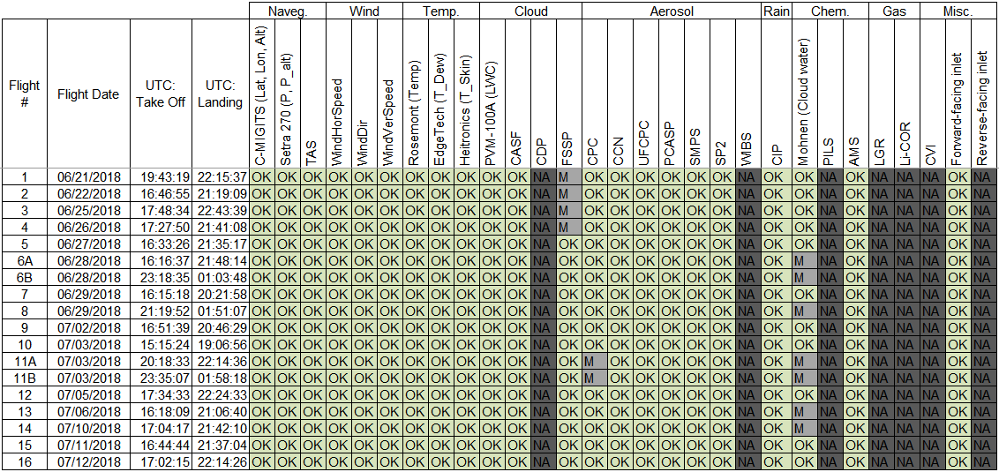 Naveg. Wind Temp. Cloud Aerosol Rain Chem. Gas Misc.
Flight # Flight Date UTC: Take Off UTC: Landing C-MIGITS (Lat, Lon, Alt) Setra 270 (P, P_alt) TAS WindHorSpeed WindDir WindVerSpeed Rosemont (Temp) EdgeTech (T_Dew) Heitronics (T_Skin) PVM-100A (LWC) CASF CDP FSSP CPC CCN UFCPC PCASP SMPS SP2 WIBS CIP Mohnen (Cloud water) PILS AMS LGR Li-COR CVI Forward-facing inlet Reverse-facing inlet
1 06/21/2018 19:43:19 22:15:37 OK OK OK OK OK OK OK OK OK OK OK NA M OK OK OK OK OK OK NA OK OK NA OK NA NA NA OK NA
2 06/22/2018 16:46:55 21:19:09 OK OK OK OK OK OK OK OK OK OK OK NA M OK OK OK OK OK OK NA OK OK NA OK NA NA NA OK NA
3 06/25/2018 17:48:34 22:43:39 OK OK OK OK OK OK OK OK OK OK OK NA M OK OK OK OK OK OK NA OK OK NA OK NA NA NA OK NA
4 06/26/2018 17:27:50 21:41:08 OK OK OK OK OK OK OK OK OK OK OK NA M OK OK OK OK OK OK NA OK OK NA OK NA NA NA OK NA
5 06/27/2018 16:33:26 21:35:17 OK OK OK OK OK OK OK OK OK OK OK NA OK OK OK OK OK OK OK NA OK OK NA OK NA NA NA OK NA
6A 06/28/2018 16:16:37 21:48:14 OK OK OK OK OK OK OK OK OK OK OK NA OK OK OK OK OK OK OK NA OK M NA OK NA NA NA OK NA
6B 06/28/2018 23:18:35 01:03:48 OK OK OK OK OK OK OK OK OK OK OK NA OK OK OK OK OK OK OK NA OK M NA OK NA NA NA OK NA
7 06/29/2018 16:15:18 20:21:58 OK OK OK OK OK OK OK OK OK OK OK NA OK OK OK OK OK OK OK NA OK OK NA OK NA NA NA OK NA
8 06/29/2018 21:19:52 01:51:07 OK OK OK OK OK OK OK OK OK OK OK NA OK OK OK OK OK OK OK NA OK M NA OK NA NA NA OK NA
9 07/02/2018 16:51:39 20:46:29 OK OK OK OK OK OK OK OK OK OK OK NA OK OK OK OK OK OK OK NA OK OK NA OK NA NA NA OK NA
10 07/03/2018 15:15:24 19:06:56 OK OK OK OK OK OK OK OK OK OK OK NA OK OK OK OK OK OK OK NA OK OK NA OK NA NA NA OK NA
11A 07/03/2018 20:18:33 22:14:36 OK OK OK OK OK OK OK OK OK OK OK NA OK M OK OK OK OK OK NA OK M NA OK NA NA NA OK NA
11B 07/03/2018 23:35:07 01:58:18 OK OK OK OK OK OK OK OK OK OK OK NA OK M OK OK OK OK OK NA OK M NA OK NA NA NA OK NA
12 07/05/2018 17:34:33 22:24:33 OK OK OK OK OK OK OK OK OK OK OK NA OK OK OK OK OK OK OK NA OK OK NA OK NA NA NA OK NA
13 07/06/2018 16:18:09 21:06:40 OK OK OK OK OK OK OK OK OK OK OK NA OK OK OK OK OK OK OK NA OK M NA OK NA NA NA OK NA
14 07/10/2018 17:04:17 21:42:10 OK OK OK OK OK OK OK OK OK OK OK NA OK OK OK OK OK OK OK NA OK M NA OK NA NA NA OK NA
15 07/11/2018 16:44:44 21:37:04 OK OK OK OK OK OK OK OK OK OK OK NA OK OK OK OK OK OK OK NA OK OK NA OK NA NA NA OK NA
16 07/12/2018 17:02:15 22:14:26 OK OK OK OK OK OK OK OK OK OK OK NA OK OK OK OK OK OK OK NA OK OK NA OK NA NA NA OK NA